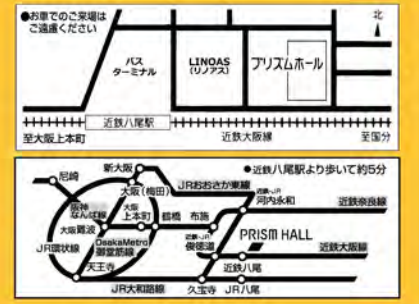 ●お車でのご来場は
ご遠慮ください
北
バス
ターミナル
LINOAS
(リノアス)
プリズムホール
近鉄八尾駅
至大阪上本町
近鉄大阪線
至国分
●近鉄八尾駅より歩いて約5分
新大阪
尼崎
大阪(梅田)
JRおおさか東線
近鉄・JR
河内永和
近鉄奈良線
阪神
なんば線
大阪
上本町
鶴橋
布施
大阪難波
OsakaMetro
御堂筋線
近鉄・JR
俊徳道
PRISM HALL
JR環状線
近鉄大阪線
天王寺
近鉄八尾
JR大和路線
久宝寺
JR八尾